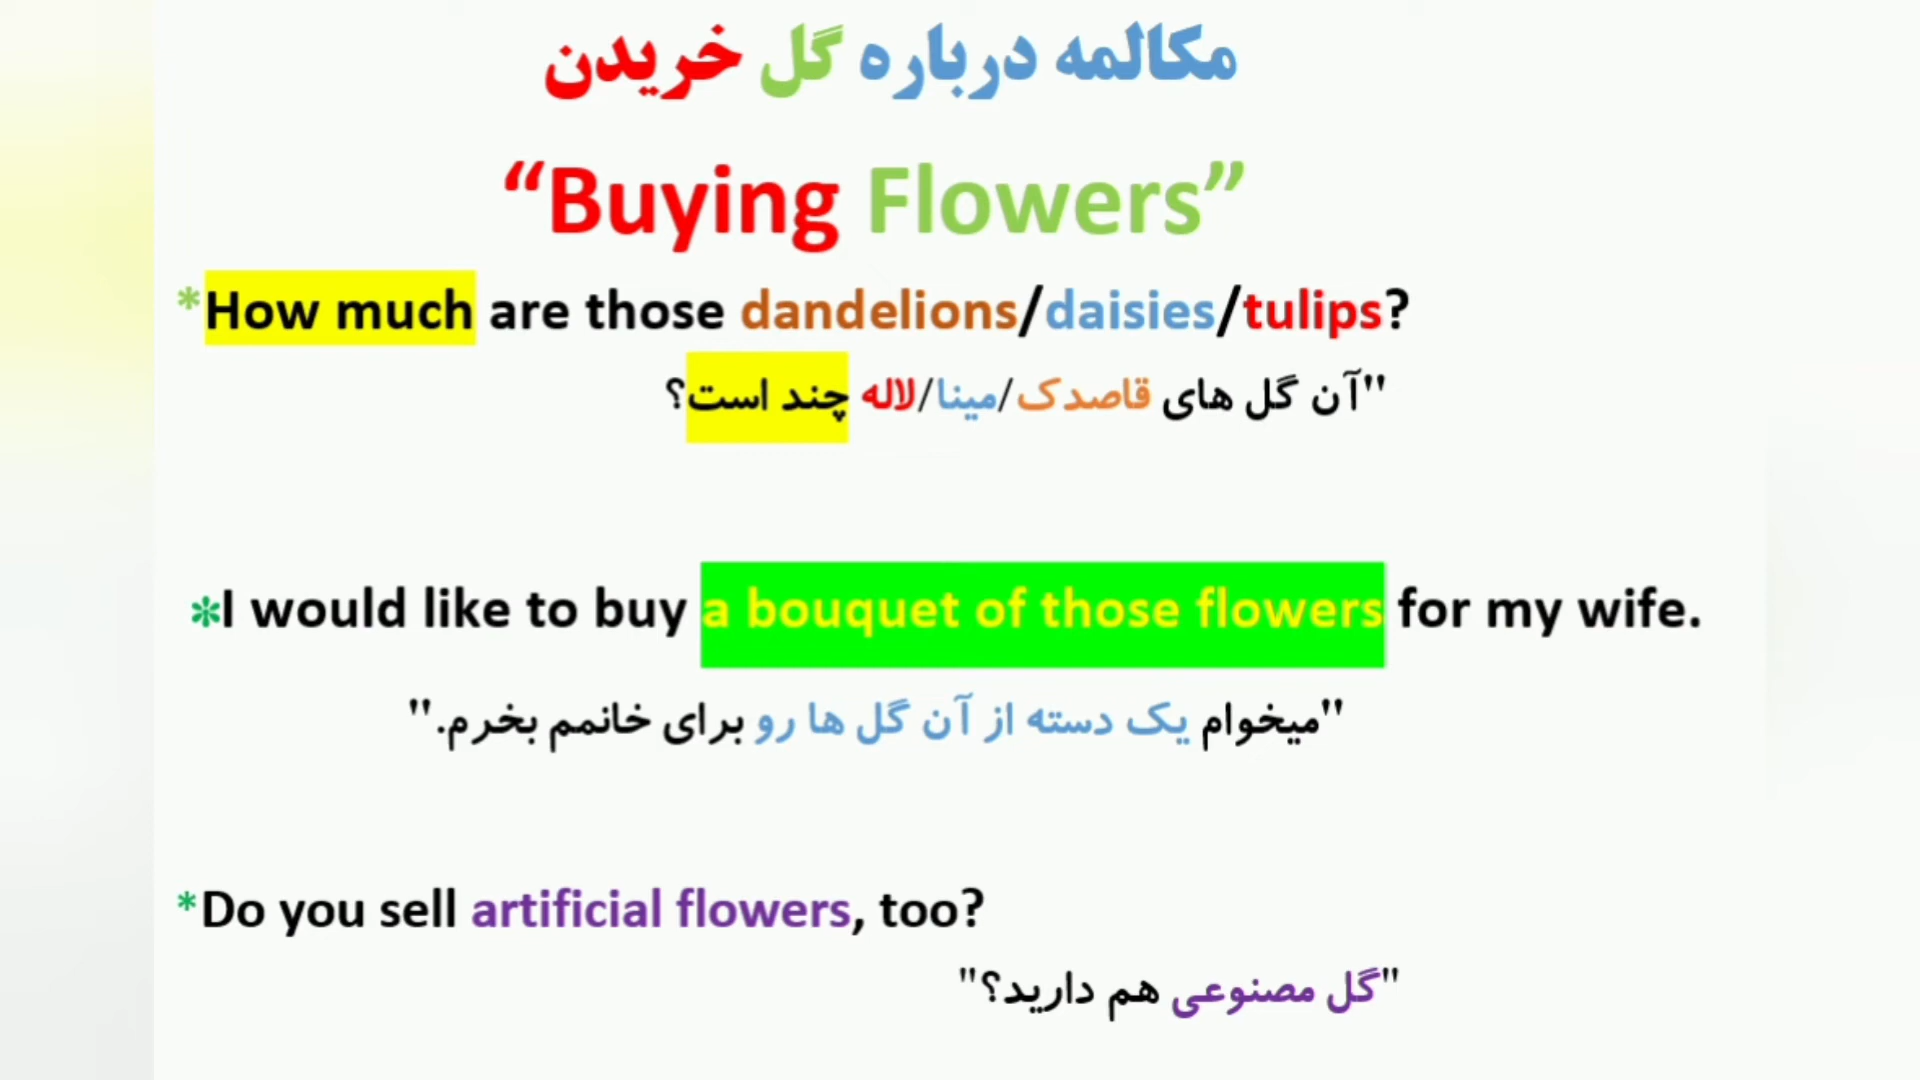 مکالمه درباره گل خریدن
“Buying Flowers”
*How much are those dandelions/daisies/tulips?
"آن گل های قاصدک/مینا/لاله چند است؟
*I would like to buy a bouquet of those flowers for my wife.
"میخوام یک دسته از آن گل ها رو برای خانمم بخرم."
*Do you sell artificial flowers, too?
"گل مصنوعی هم دارید؟"